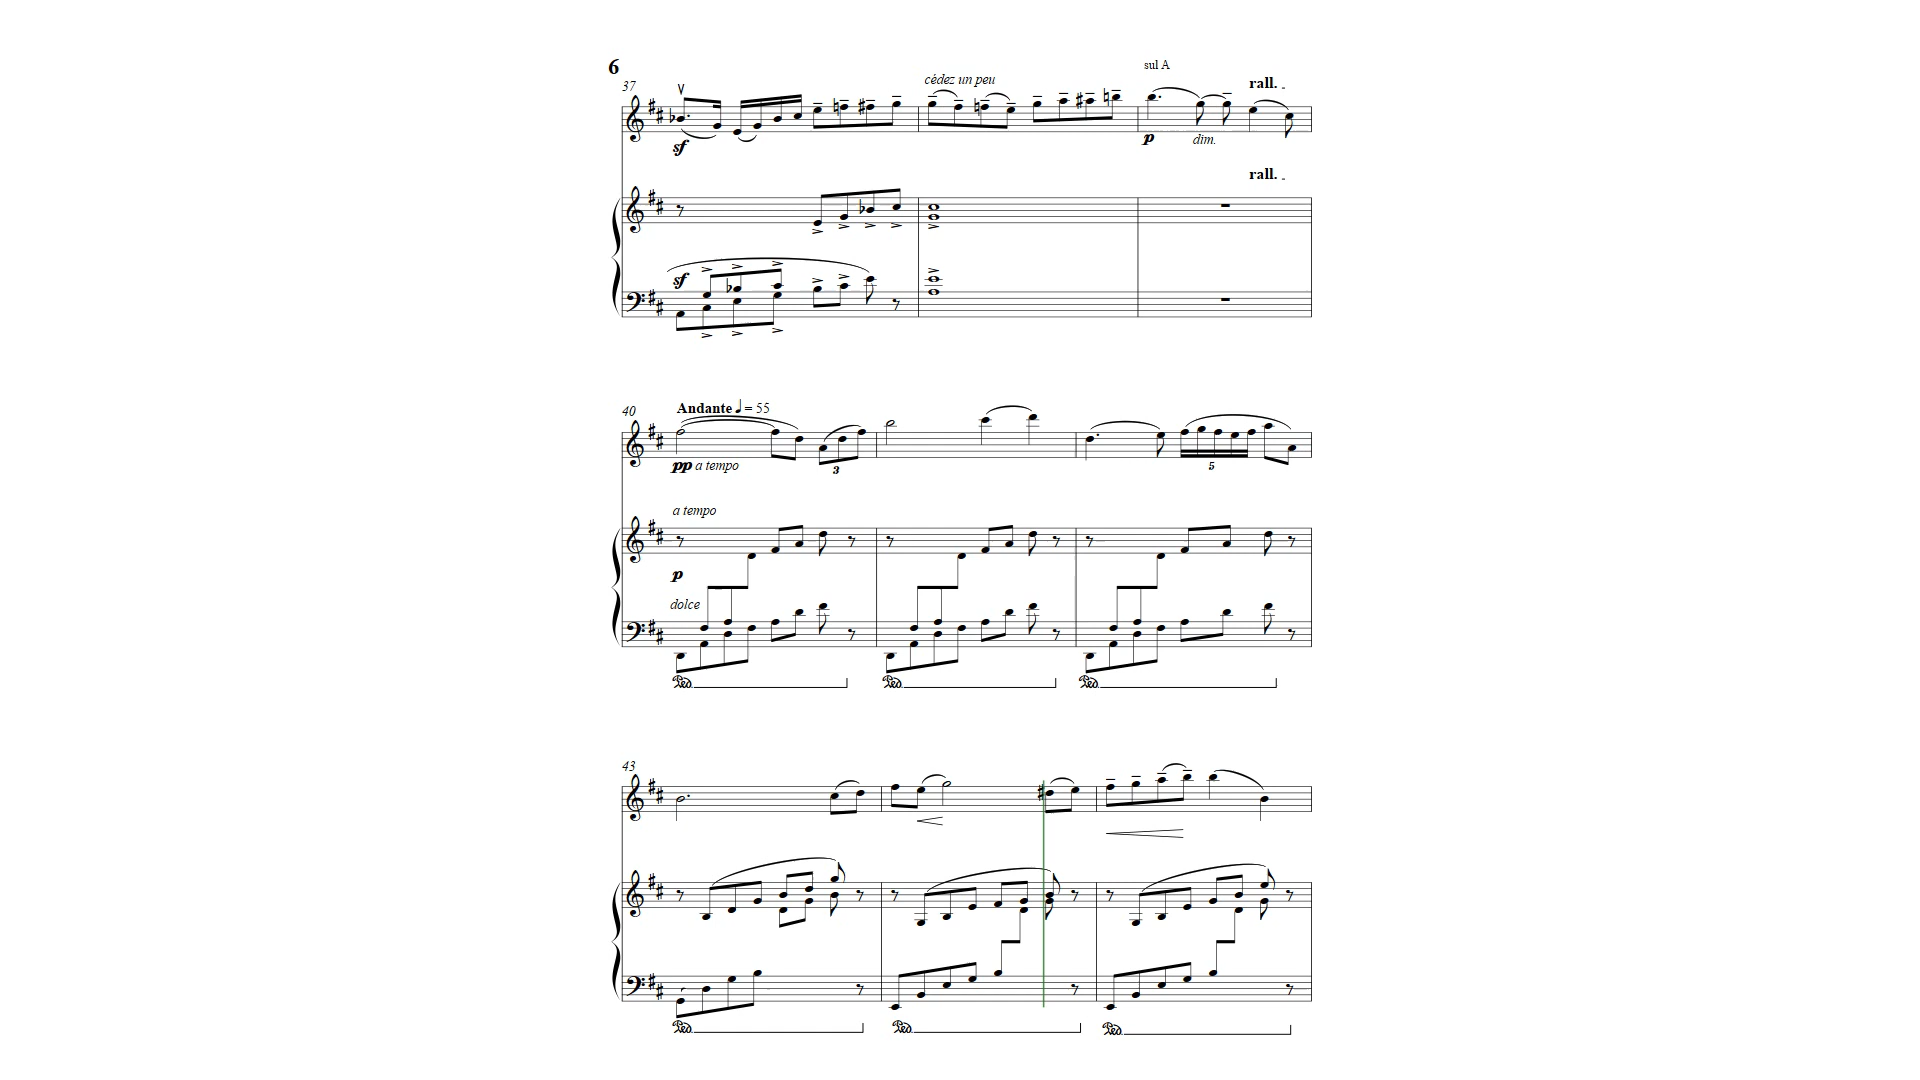 6
sul A
37
cédez un peu
rall.
sf
p
dim.
rall.
sf
40
Andante ♩= 55
pp a tempo
3
5
a tempo
p
dolce
43